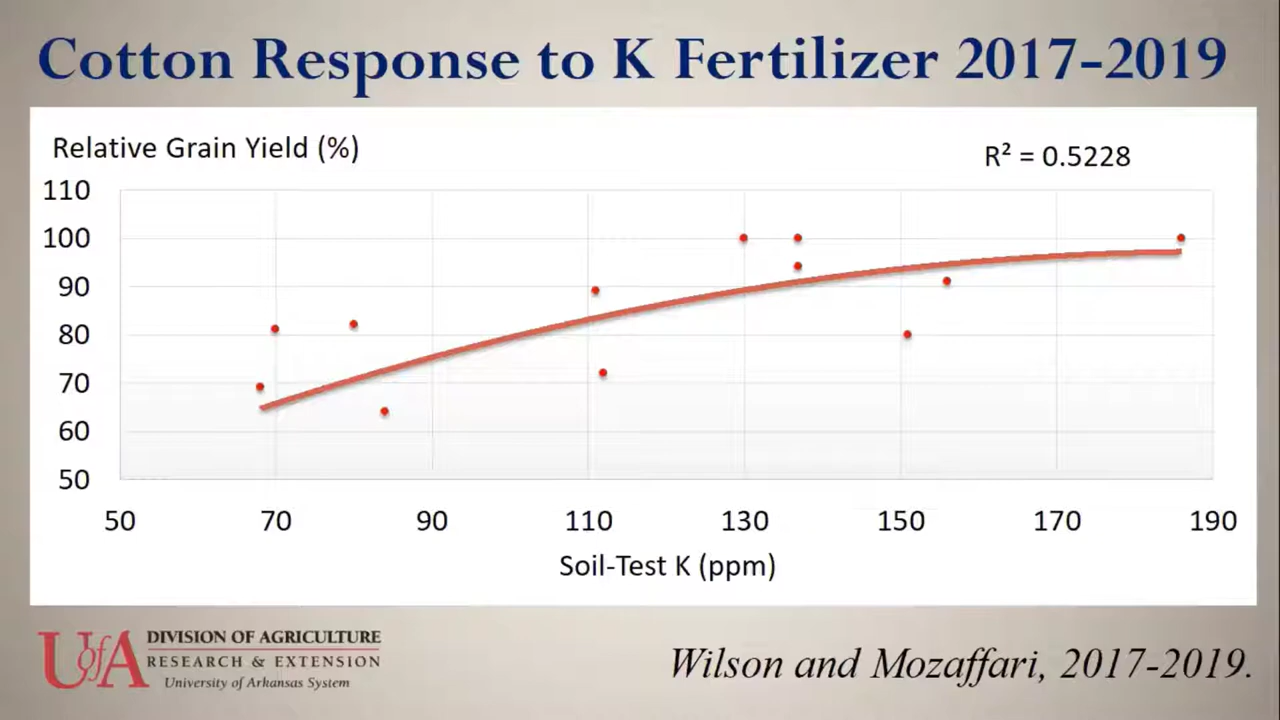 Cotton Response to K Fertilizer 2017-2019
Relative Grain Yield (%)
R² = 0.5228
110
100
90
80
70
60
50
50 70 90 110 130 150 170 190
Soil-Test K (ppm)
UofA
DIVISION OF AGRICULTURE
RESEARCH & EXTENSION
University of Arkansas System
Wilson and Mozaffari, 2017-2019.